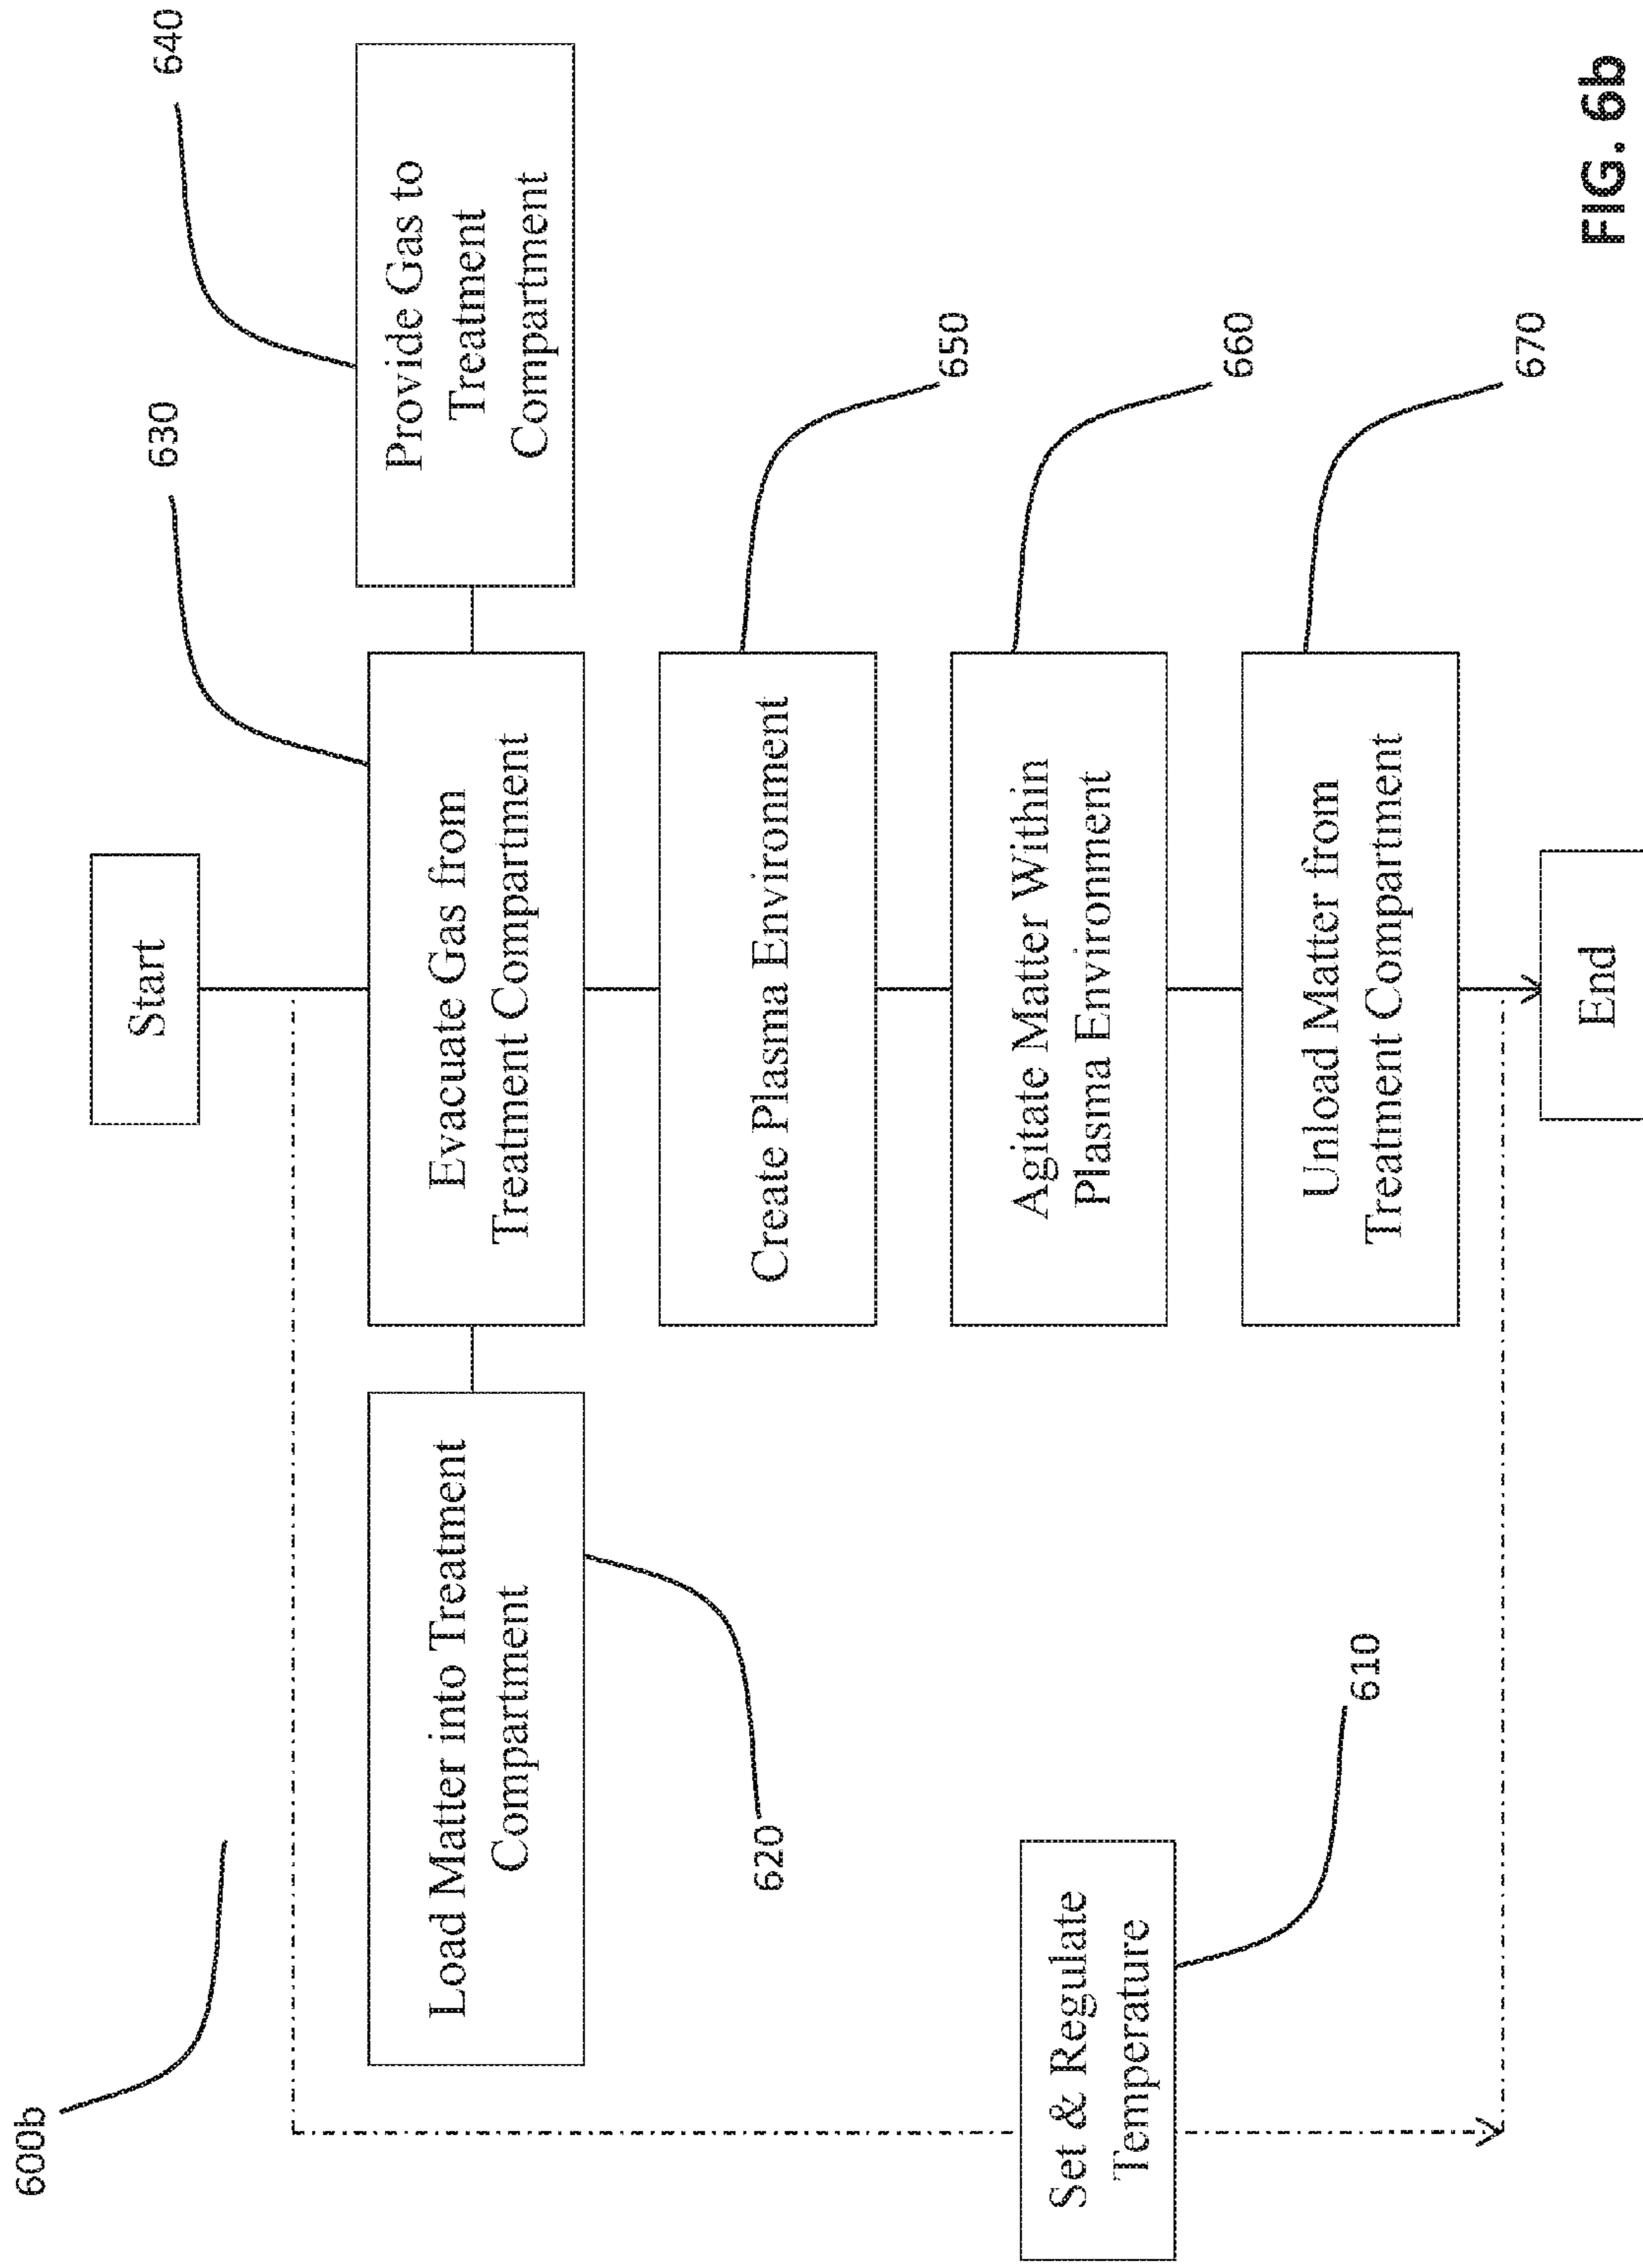 600b
Start
630
640
Load Matter into Treatment
Compartment
Evacuate Gas from
Treatment Compartment
Provide Gas to
Treatment
Compartment
620
Create Plasma Environment
650
Set & Regulate
Temperature
610
Agitate Matter Within
Plasma Environment
660
Unload Matter from
Treatment Compartment
670
End
FIG. 6b